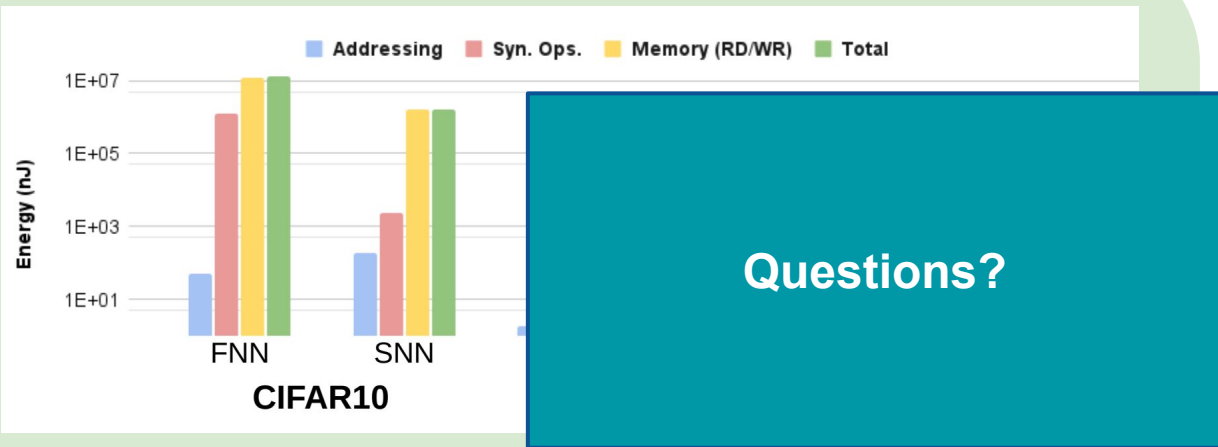 Addressing Syn. Ops. Memory (RD/WR) Total
1E+07
1E+05
1E+03
1E+01
Energy (nJ)
FNN SNN
CIFAR10
Questions?